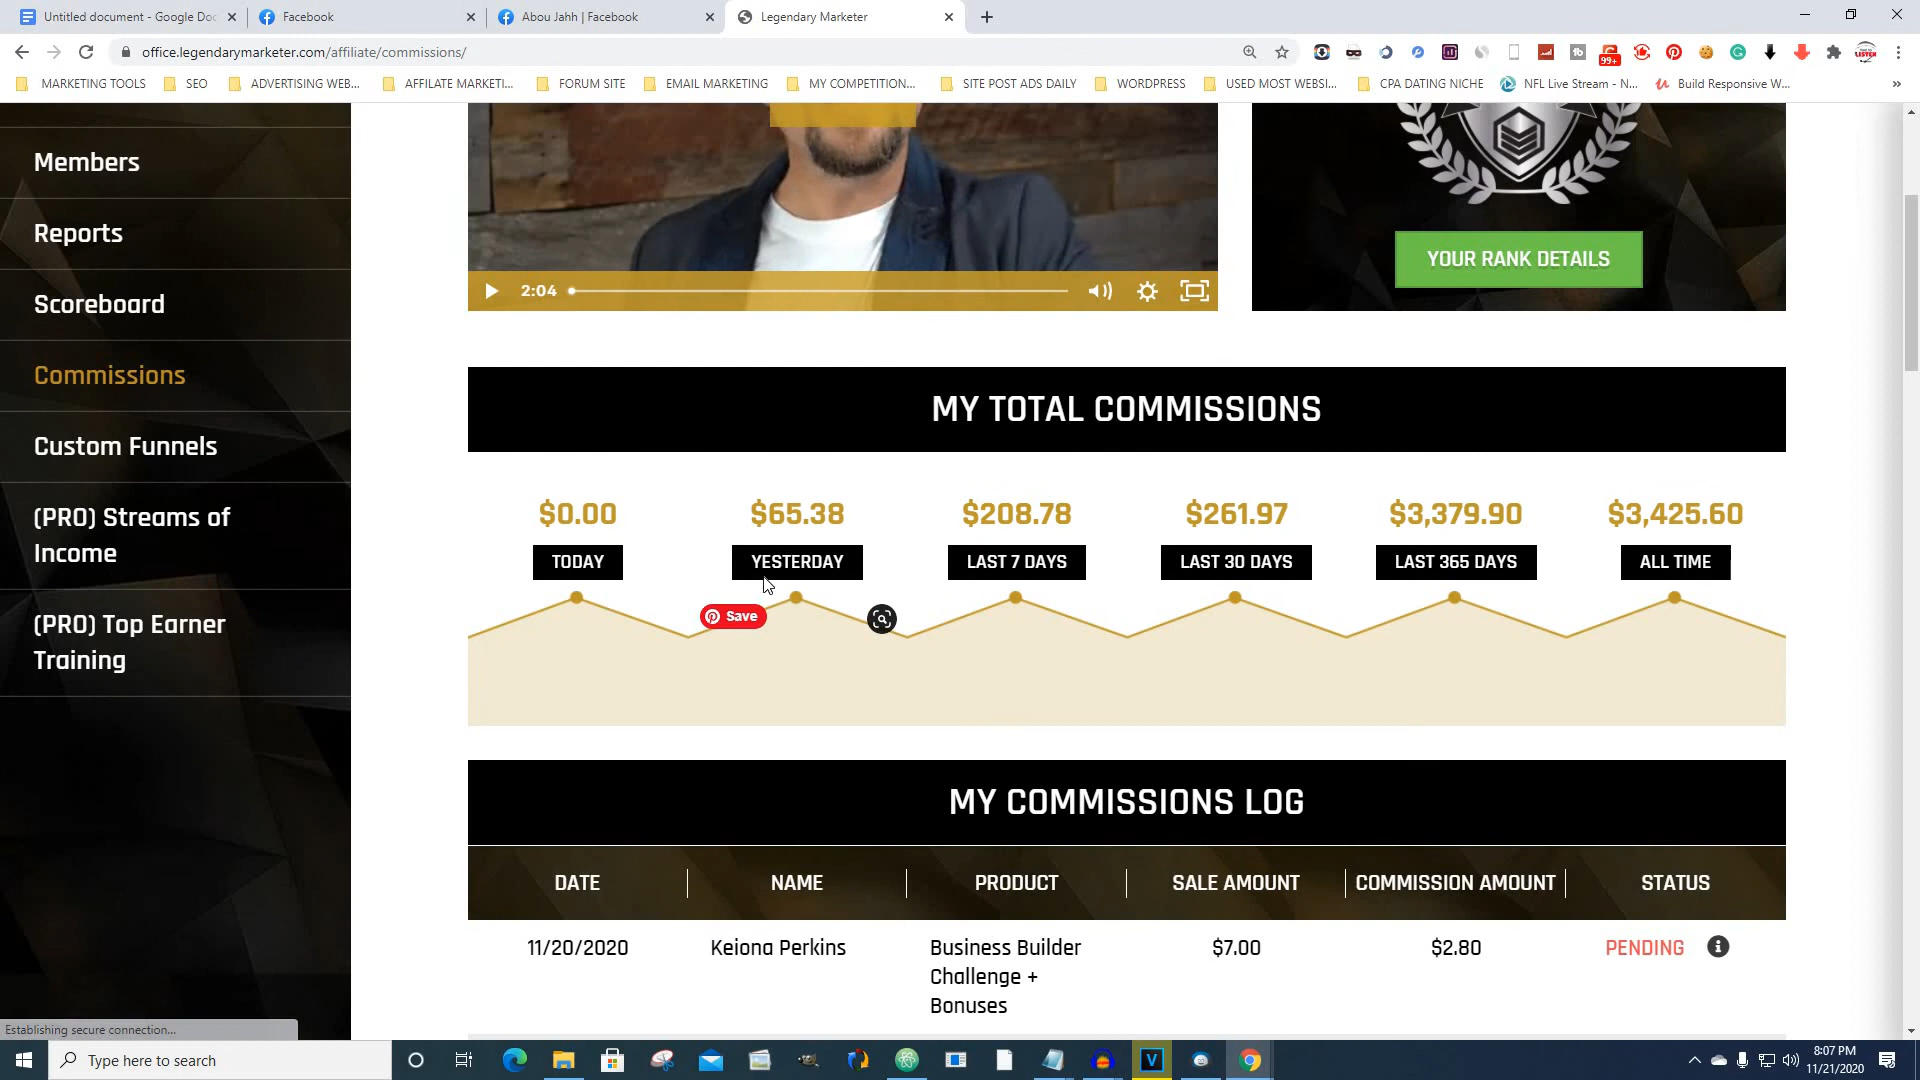 Untitled document - Google Doc
Facebook
Abou Jahh | Facebook
Legendary Marketer
office.legendarymarketer.com/affiliate/commissions/
99+
MARKETING TOOLS
SEO
ADVERTISING WEB...
AFFILATE MARKETI...
FORUM SITE
EMAIL MARKETING
MY COMPETITION...
SITE POST ADS DAILY
WORDPRESS
USED MOST WEBSI...
CPA DATING NICHE
NFL Live Stream - N...
Build Responsive W...
Members
Reports
Scoreboard
Commissions
Custom Funnels
(PRO) Streams of
Income
(PRO) Top Earner
Training
2:04
YOUR RANK DETAILS
MY TOTAL COMMISSIONS
$0.00 $65.38 $208.78 $261.97 $3,379.90 $3,425.60
TODAY YESTERDAY LAST 7 DAYS LAST 30 DAYS LAST 365 DAYS ALL TIME
Save
MY COMMISSIONS LOG
DATE NAME PRODUCT SALE AMOUNT COMMISSION AMOUNT STATUS
11/20/2020 Keiona Perkins Business Builder $7.00 $2.80 PENDING
Challenge +
Bonuses
Establishing secure connection...
Type here to search
8:07 PM
11/21/2020